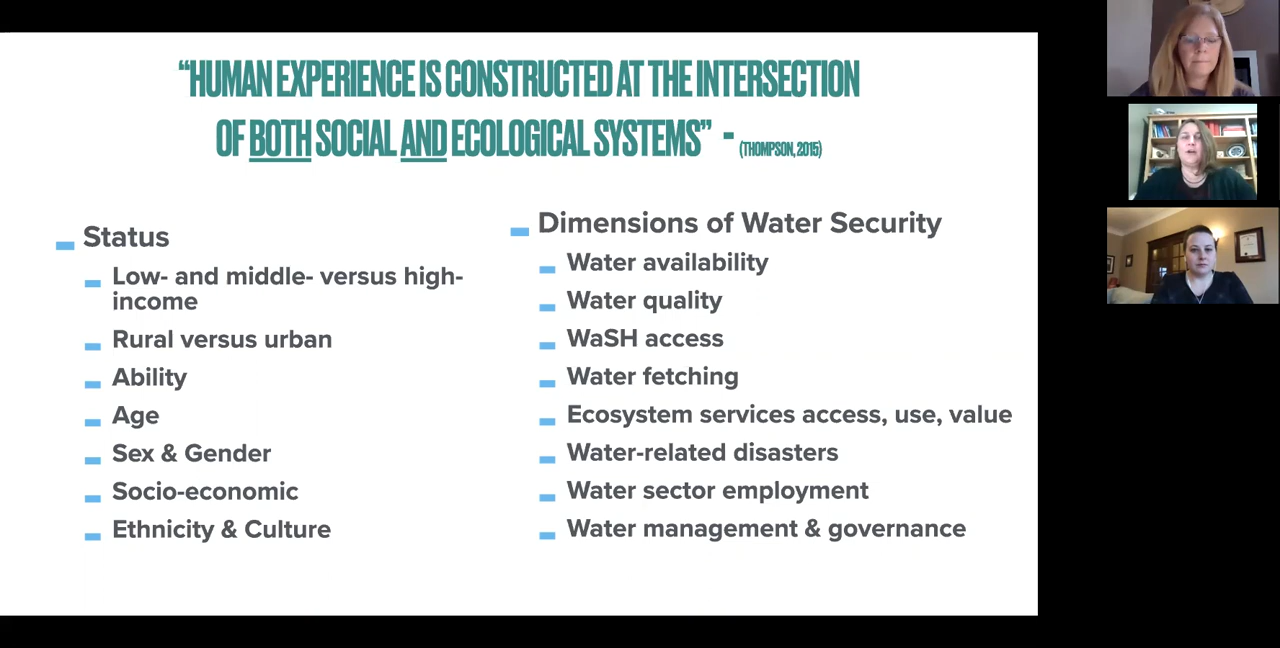 “HUMAN EXPERIENCE IS CONSTRUCTED AT THE INTERSECTION
OF BOTH SOCIAL AND ECOLOGICAL SYSTEMS” - (THOMPSON, 2015)
Status
Low- and middle- versus high-
income
Rural versus urban
Ability
Age
Sex & Gender
Socio-economic
Ethnicity & Culture
Dimensions of Water Security
Water availability
Water quality
WaSH access
Water fetching
Ecosystem services access, use, value
Water-related disasters
Water sector employment
Water management & governance